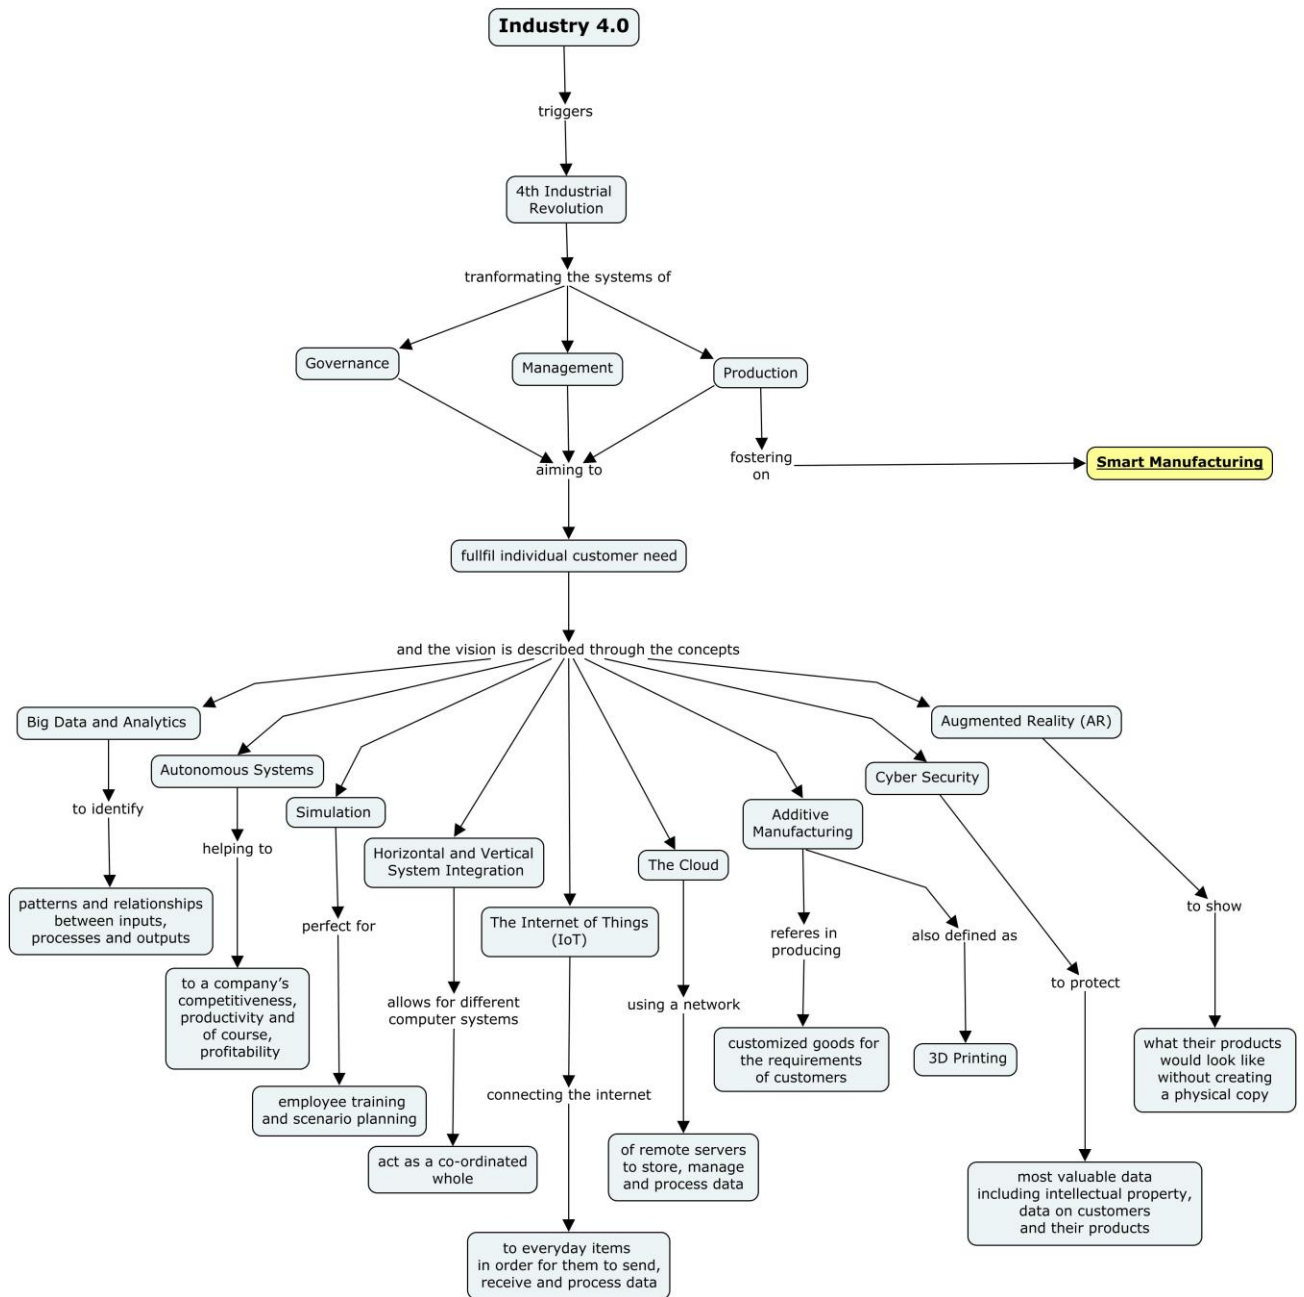 Industry 4.0
triggers
4th Industrial
Revolution
tranformating the systems of
Governance
Management
Production
fostering
on
Smart Manufacturing
aiming to
fullfil individual customer need
and the vision is described through the concepts
Big Data and Analytics
to identify
patterns and relationships
between inputs,
processes and outputs
Autonomous Systems
helping to
to a company's
competitiveness,
productivity and
of course,
profitability
Simulation
perfect for
employee training
and scenario planning
Horizontal and Vertical
System Integration
allows for different
computer systems
act as a co-ordinated
whole
The Internet of Things
(IoT)
connecting the internet
to everyday items
in order for them to send,
receive and process data
The Cloud
using a network
of remote servers
to store, manage
and process data
Additive
Manufacturing
referes in
producing
customized goods for
the requirements
of customers
also defined as
3D Printing
Cyber Security
to protect
most valuable data
including intellectual property,
data on customers
and their products
Augmented Reality (AR)
to show
what their products
would look like
without creating
a physical copy